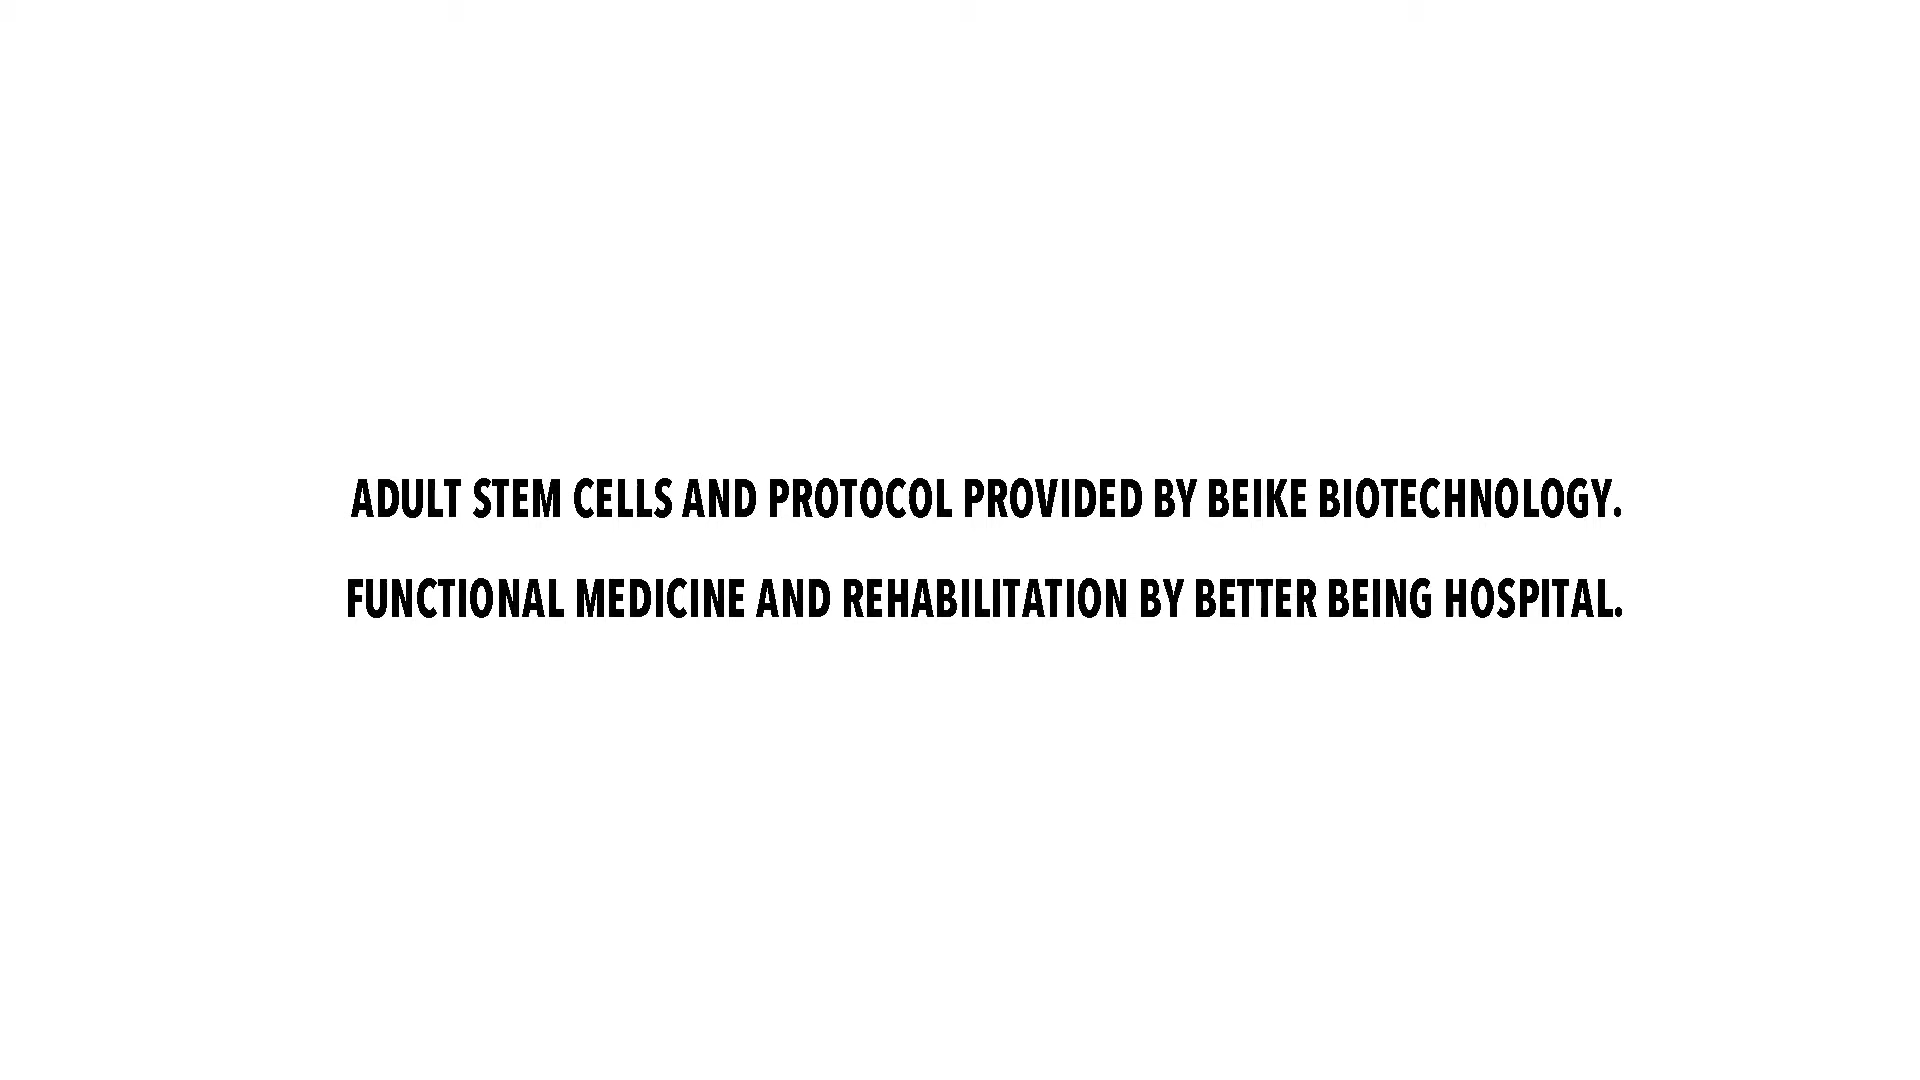 ADULT STEM CELLS AND PROTOCOL PROVIDED BY BEIKE BIOTECHNOLOGY.
FUNCTIONAL MEDICINE AND REHABILITATION BY BETTER BEING HOSPITAL.